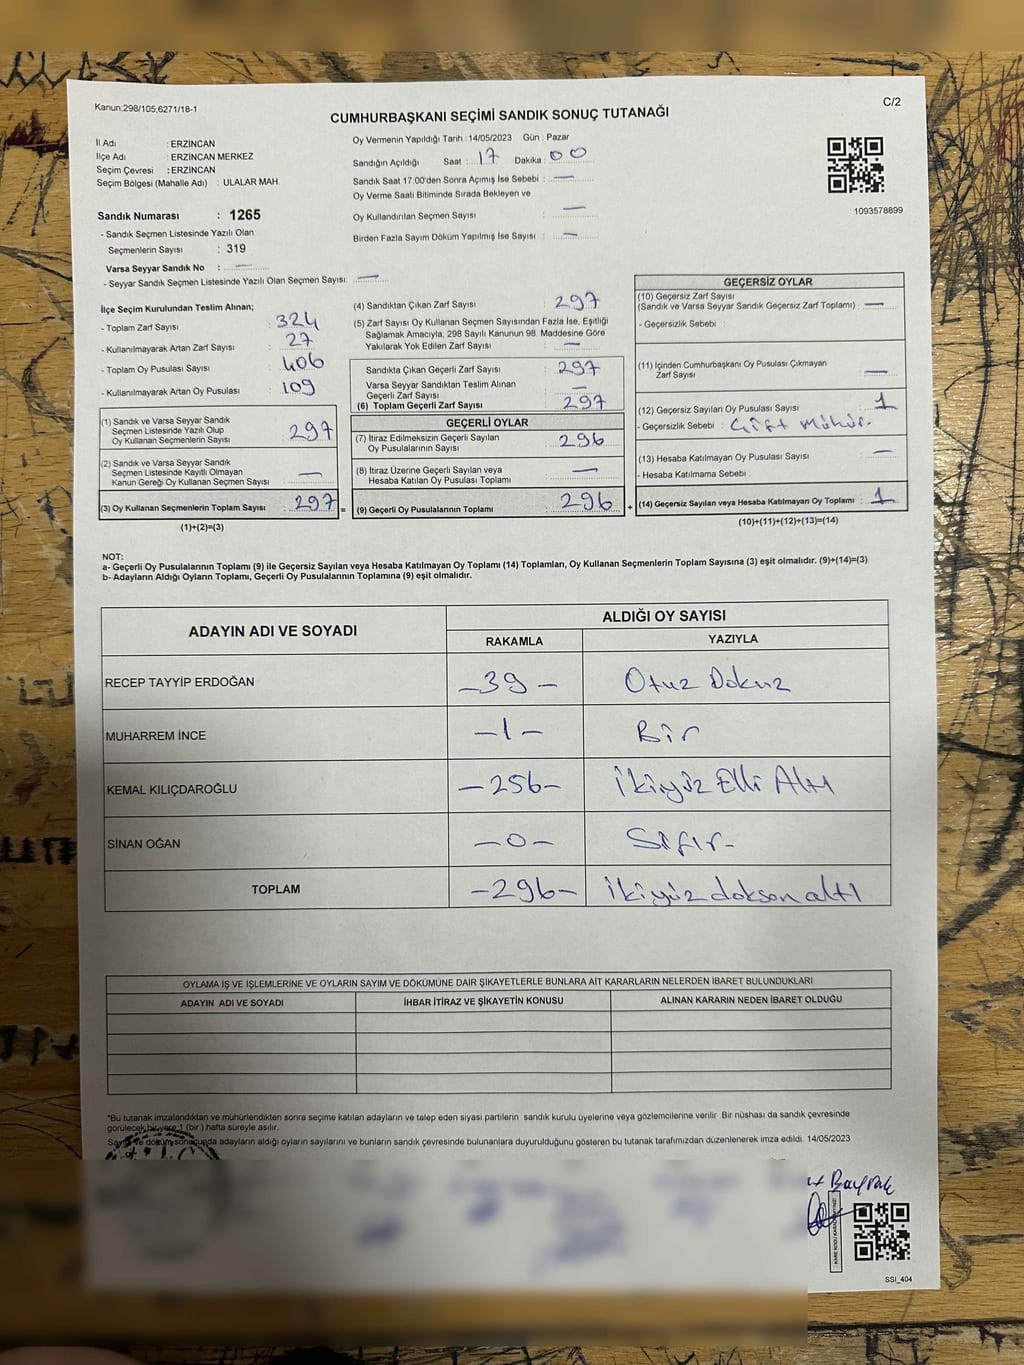 Kanun:298/105,6271/18-1
C/2
CUMHURBAŞKANI SEÇİMİ SANDIK SONUÇ TUTANAĞI
İl Adı : ERZİNCAN
İlçe Adı : ERZİNCAN MERKEZ
Seçim Çevresi : ERZİNCAN
Seçim Bölgesi (Mahalle Adı) : ULALAR MAH.
Sandık Numarası : 1265
- Sandık Seçmen Listesinde Yazılı Olan
Seçmenlerin Sayısı : 319
Varsa Seyyar Sandık No : —
- Seyyar Sandık Seçmen Listesinde Yazılı Olan Seçmen Sayısı: —
Oy Vermenin Yapıldığı Tarih :14/05/2023 Gün : Pazar
Sandığın Açıldığı Saat : 17 Dakika : 00
Sandık Saat 17:00'den Sonra Açımış İse Sebebi : —
Oy Verme Saati Bitiminde Sırada Bekleyen ve
Oy Kullandırılan Seçmen Sayısı : —
Birden Fazla Sayım Döküm Yapılmış İse Sayısı : —
1093578899
İlçe Seçim Kurulundan Teslim Alınan;
- Toplam Zarf Sayısı : 324
- Kullanılmayarak Artan Zarf Sayısı : 27
- Toplam Oy Pusulası Sayısı : 406
- Kullanılmayarak Artan Oy Pusulası : 109
(1) Sandık ve Varsa Seyyar Sandık
Seçmen Listesinde Yazılı Olup
Oy Kullanan Seçmenlerin Sayısı : 297
(2) Sandık ve Varsa Seyyar Sandık
Seçmen Listesinde Kayıtlı Olmayan
Kanun Gereği Oy Kullanan Seçmen Sayısı : —
(3) Oy Kullanan Seçmenlerin Toplam Sayısı : 297 =
(1)+(2)=(3)
(4) Sandıktan Çıkan Zarf Sayısı : 297
(5) Zarf Sayısı Oy Kullanan Seçmen Sayısından Fazla İse, Eşitliği
Sağlamak Amacıyla, 298 Sayılı Kanunun 98. Maddesine Göre
Yakılarak Yok Edilen Zarf Sayısı : —
Sandıkta Çıkan Geçerli Zarf Sayısı : 297
Varsa Seyyar Sandıktan Teslim Alınan
Geçerli Zarf Sayısı : —
(6) Toplam Geçerli Zarf Sayısı : 297
GEÇERLİ OYLAR
(7) İtiraz Edilmeksizin Geçerli Sayılan
Oy Pusulalarının Sayısı : 296
(8) İtiraz Üzerine Geçerli Sayılan veya
Hesaba Katılan Oy Pusulası Toplamı : —
(9) Geçerli Oy Pusulalarının Toplamı : 296 +
GEÇERSİZ OYLAR
(10) Geçersiz Zarf Sayısı
(Sandık ve Varsa Seyyar Sandık Geçersiz Zarf Toplamı) : —
- Geçersizlik Sebebi :
(11) İçinden Cumhurbaşkanı Oy Pusulası Çıkmayan
Zarf Sayısı : —
(12) Geçersiz Sayılan Oy Pusulası Sayısı : 1
- Geçersizlik Sebebi : Çift Mühür.
(13) Hesaba Katılmayan Oy Pusulası Sayısı : —
- Hesaba Katılmama Sebebi :
(14) Geçersiz Sayılan veya Hesaba Katılmayan Oy Toplamı : 1
(10)+(11)+(12)+(13)=(14)
NOT:
a- Geçerli Oy Pusulalarının Toplamı (9) ile Geçersiz Sayılan veya Hesaba Katılmayan Oy Toplamı (14) Toplamları, Oy Kullanan Seçmenlerin Toplam Sayısına (3) eşit olmalıdır. (9)+(14)=(3)
b- Adayların Aldığı Oyların Toplamı, Geçerli Oy Pusulalarının Toplamına (9) eşit olmalıdır.
ADAYIN ADI VE SOYADI
ALDIĞI OY SAYISI
RAKAMLA YAZIYLA
RECEP TAYYİP ERDOĞAN -39- Otuz Dokuz
MUHARREM İNCE -1- Bir
KEMAL KILIÇDAROĞLU -256- İkiyüz Elli Altı
SİNAN OĞAN -0- Sıfır-
TOPLAM -296- İkiyüz doksan altı
OYLAMA İŞ VE İŞLEMLERİNE VE OYLARIN SAYIM VE DÖKÜMÜNE DAİR ŞİKAYETLERLE BUNLARA AİT KARARLARIN NELERDEN İBARET BULUNDUKLARI
ADAYIN ADI VE SOYADI İHBAR İTİRAZ VE ŞİKAYETİN KONUSU ALINAN KARARIN NEDEN İBARET OLDUĞU
"Bu tutanak imzalandıktan ve mühürlendikten sonra seçime katılan adayların ve talep eden siyasi partilerin sandık kurulu üyelerine veya gözlemcilerine verilir. Bir nüshası da sandık çevresinde
görülecek bir yere 1 (bir) hafta süreyle asılır.
Sayım ve döküm sonucunda adayların aldığı oyların sayılarını ve bunların sandık çevresinde bulunanlara duyurulduğunu gösteren bu tutanak tarafımızdan düzenlenerek imza edildi. 14/05/2023
Bayrak
SSI_404